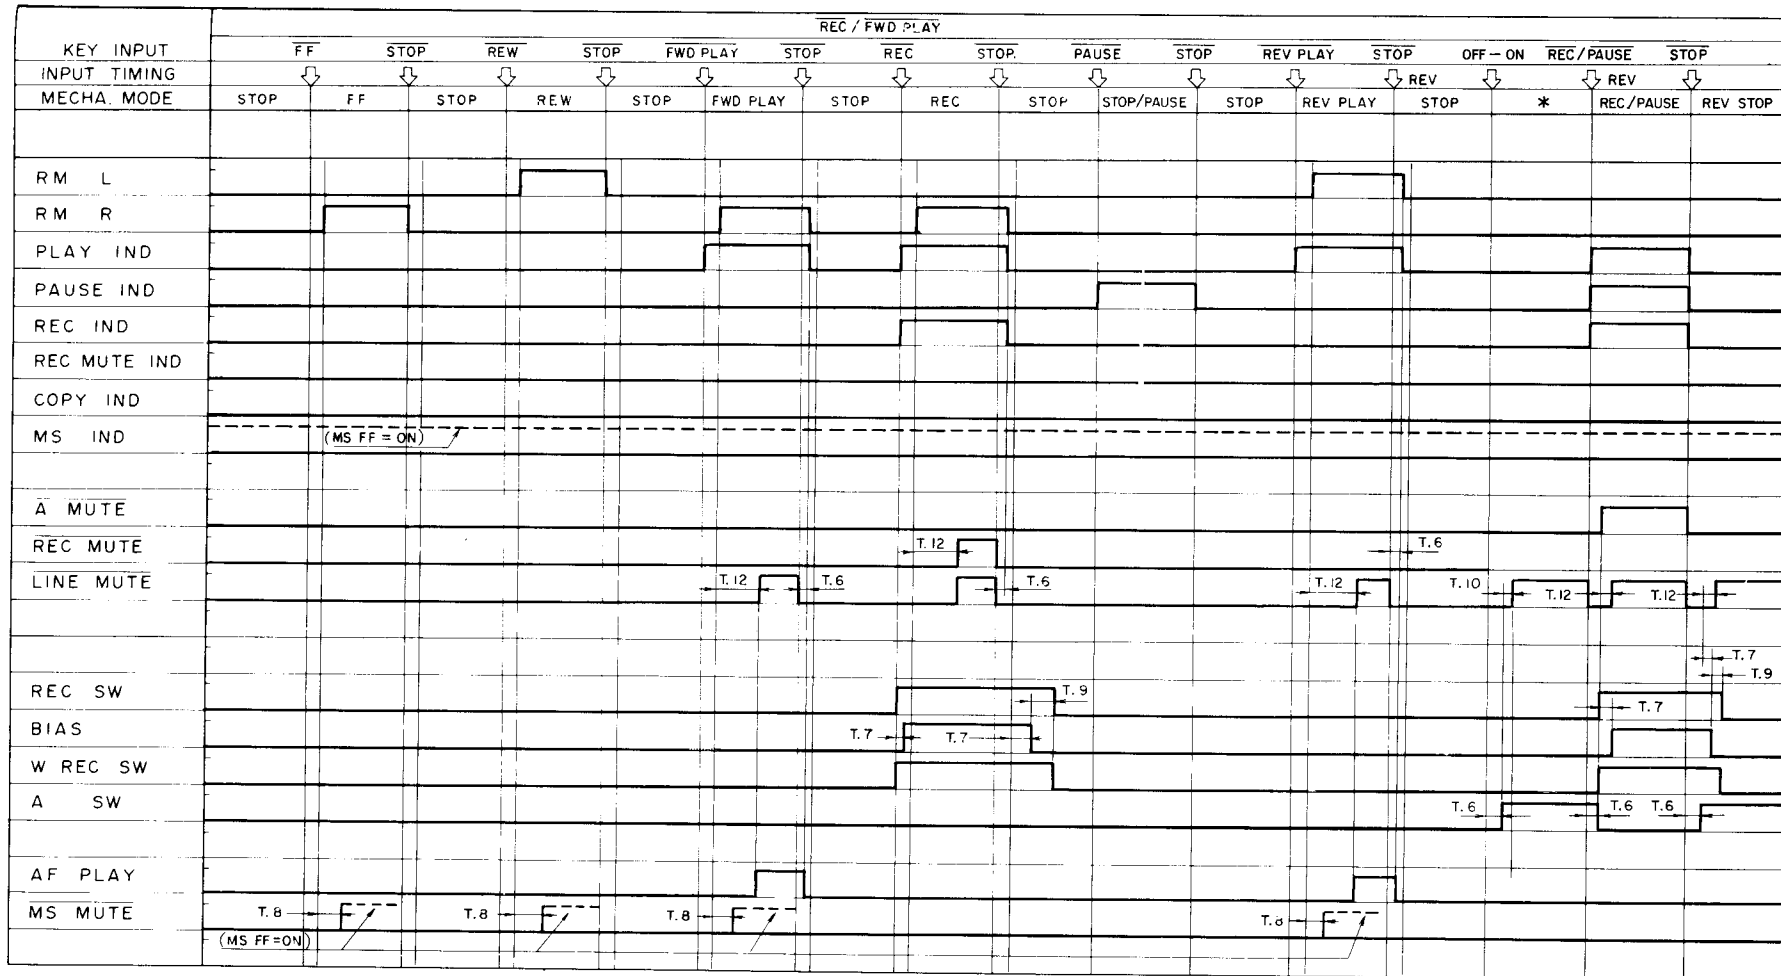 REC / FWD PLAY
KEY INPUT FF STOP REW STOP FWD PLAY STOP REC STOP. PAUSE STOP REV PLAY STOP OFF-ON REC/PAUSE STOP
INPUT TIMING REV REV
MECHA. MODE STOP FF STOP REW STOP FWD PLAY STOP REC STOP STOP/PAUSE STOP REV PLAY STOP * REC/PAUSE REV STOP
RM L
RM R
PLAY IND
PAUSE IND
REC IND
REC MUTE IND
COPY IND
MS IND (MS FF = ON)
A MUTE
REC MUTE T.12 T.6
LINE MUTE T.12 T.6 T.6 T.12 T.10 T.12 T.12
T.7
T.9
REC SW T.9 T.7
BIAS T.7 T.7
W REC SW
A SW T.6 T.6 T.6
AF PLAY
MS MUTE T.8 T.8 T.8 T.8
(MS FF=ON)